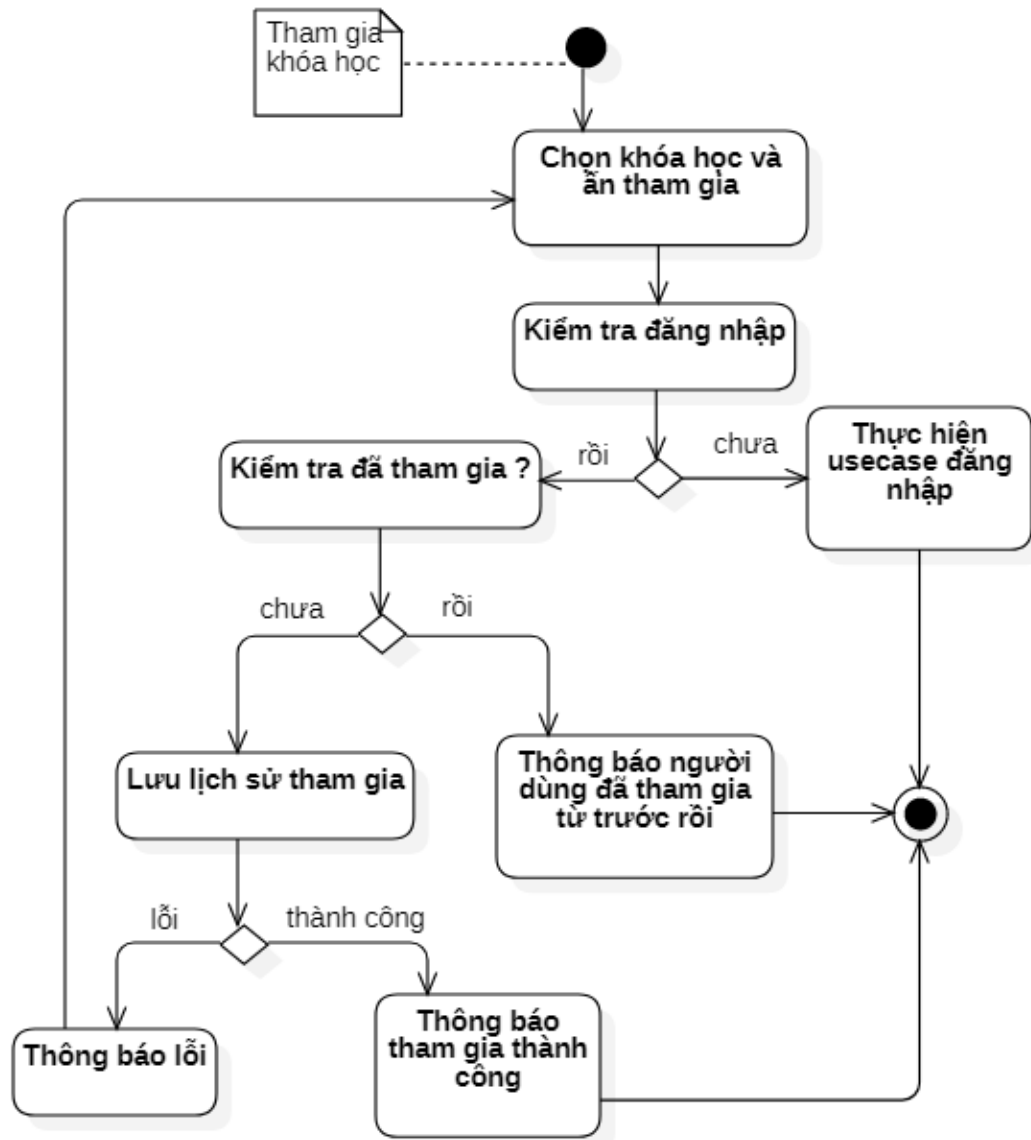 Tham gia
khóa học
Chọn khóa học và
ấn tham gia
Kiểm tra đăng nhập
rồi
chưa
Thực hiện
usecase đăng
nhập
Kiểm tra đã tham gia ?
chưa
rồi
Lưu lịch sử tham gia
Thông báo người
dùng đã tham gia
từ trước rồi
lỗi
thành công
Thông báo lỗi
Thông báo
tham gia thành
công